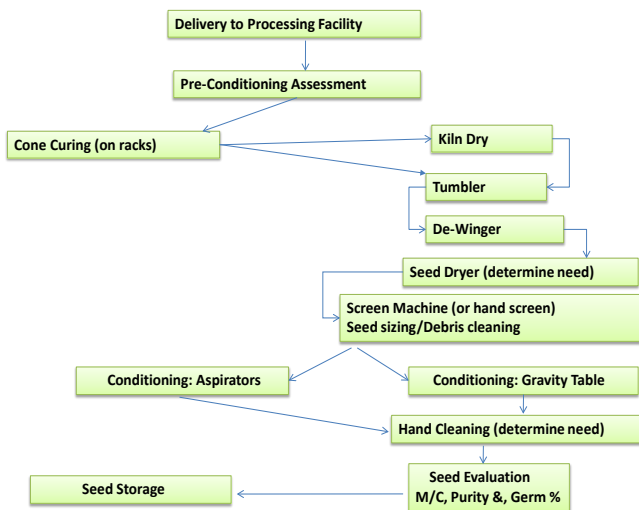 Delivery to Processing Facility
Pre-Conditioning Assessment
Cone Curing (on racks)
Kiln Dry
Tumbler
De-Winger
Seed Dryer (determine need)
Screen Machine (or hand screen)
Seed sizing/Debris cleaning
Conditioning: Aspirators
Conditioning: Gravity Table
Hand Cleaning (determine need)
Seed Evaluation
M/C, Purity &, Germ %
Seed Storage